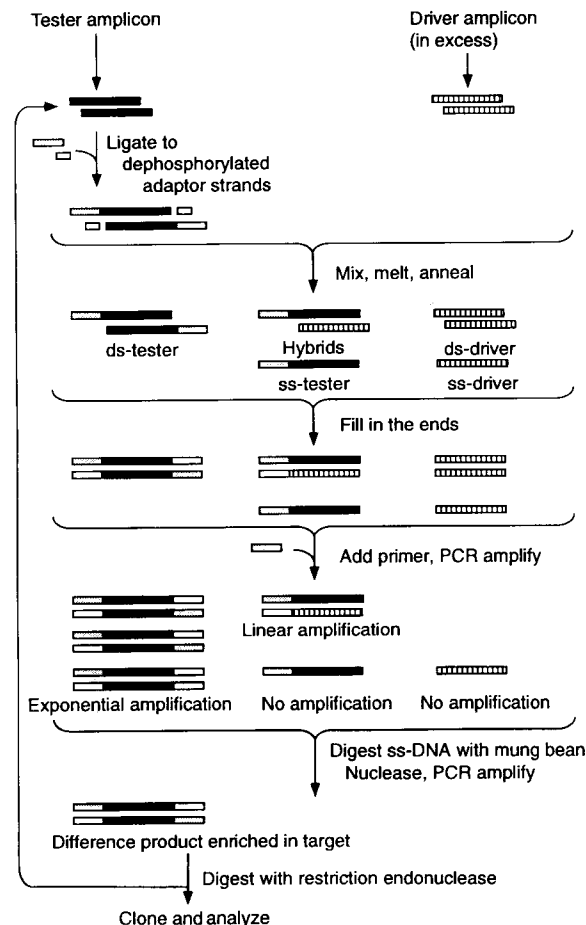 Tester amplicon
Driver amplicon
(in excess)
Ligate to
dephosphorylated
adaptor strands
Mix, melt, anneal
ds-tester
Hybrids
ds-driver
ss-tester
ss-driver
Fill in the ends
Add primer, PCR amplify
Linear amplification
Exponential amplification
No amplification
No amplification
Digest ss-DNA with mung bean
Nuclease, PCR amplify
Difference product enriched in target
Digest with restriction endonuclease
Clone and analyze